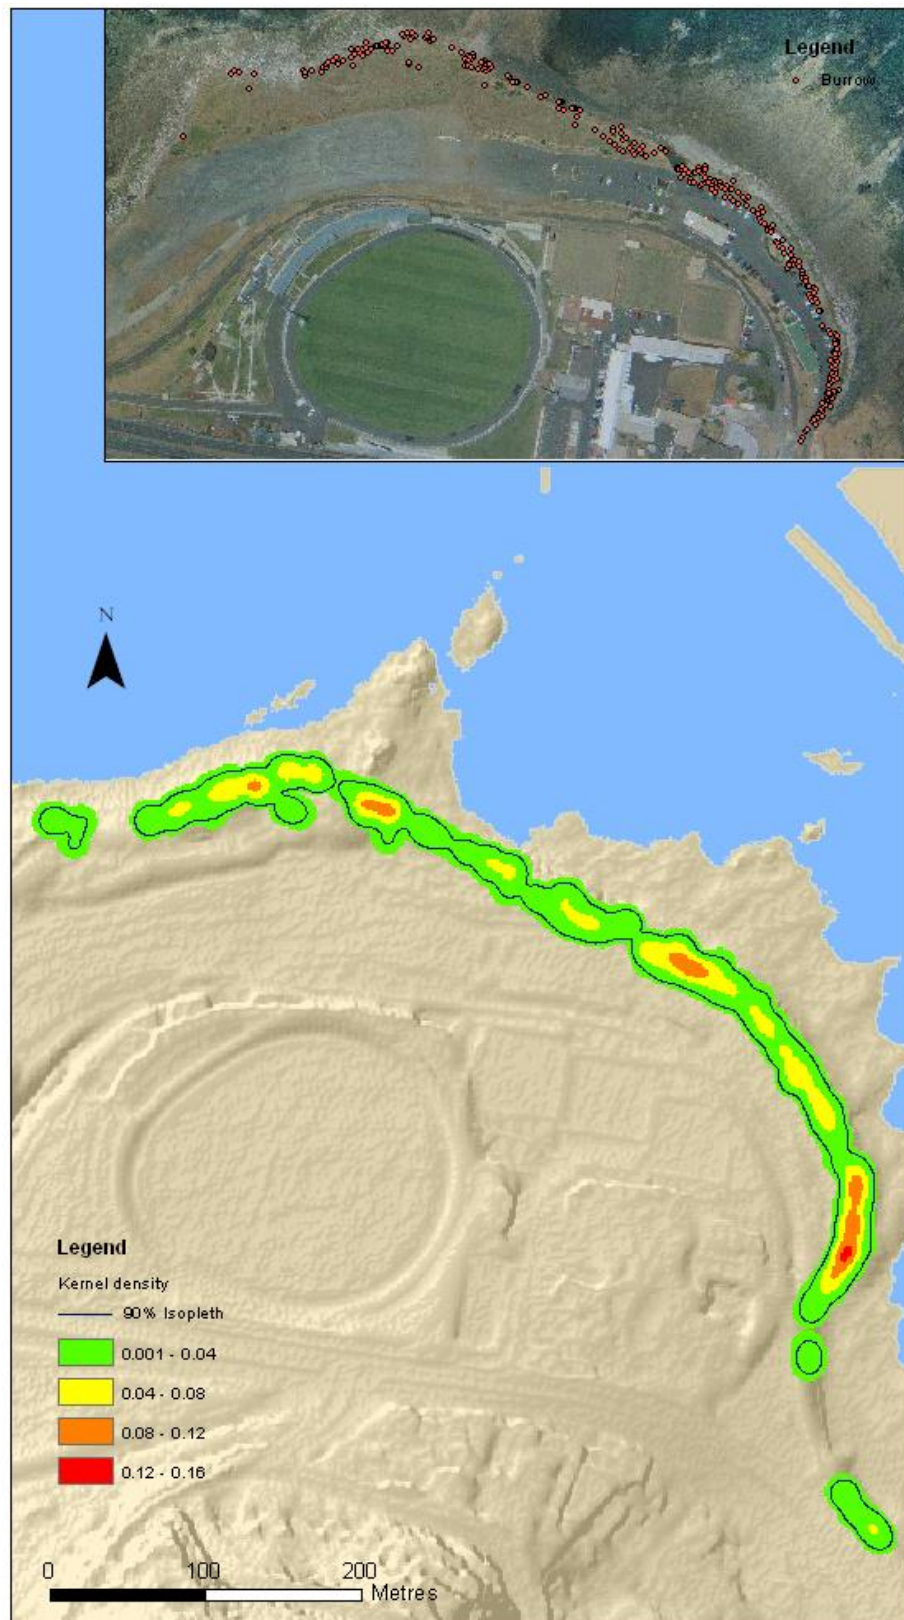 Legend
Burrow
N
Legend
Kernel density
90% Isopleth
0.001 - 0.04
0.04 - 0.08
0.08 - 0.12
0.12 - 0.16
0 100 200
Metres